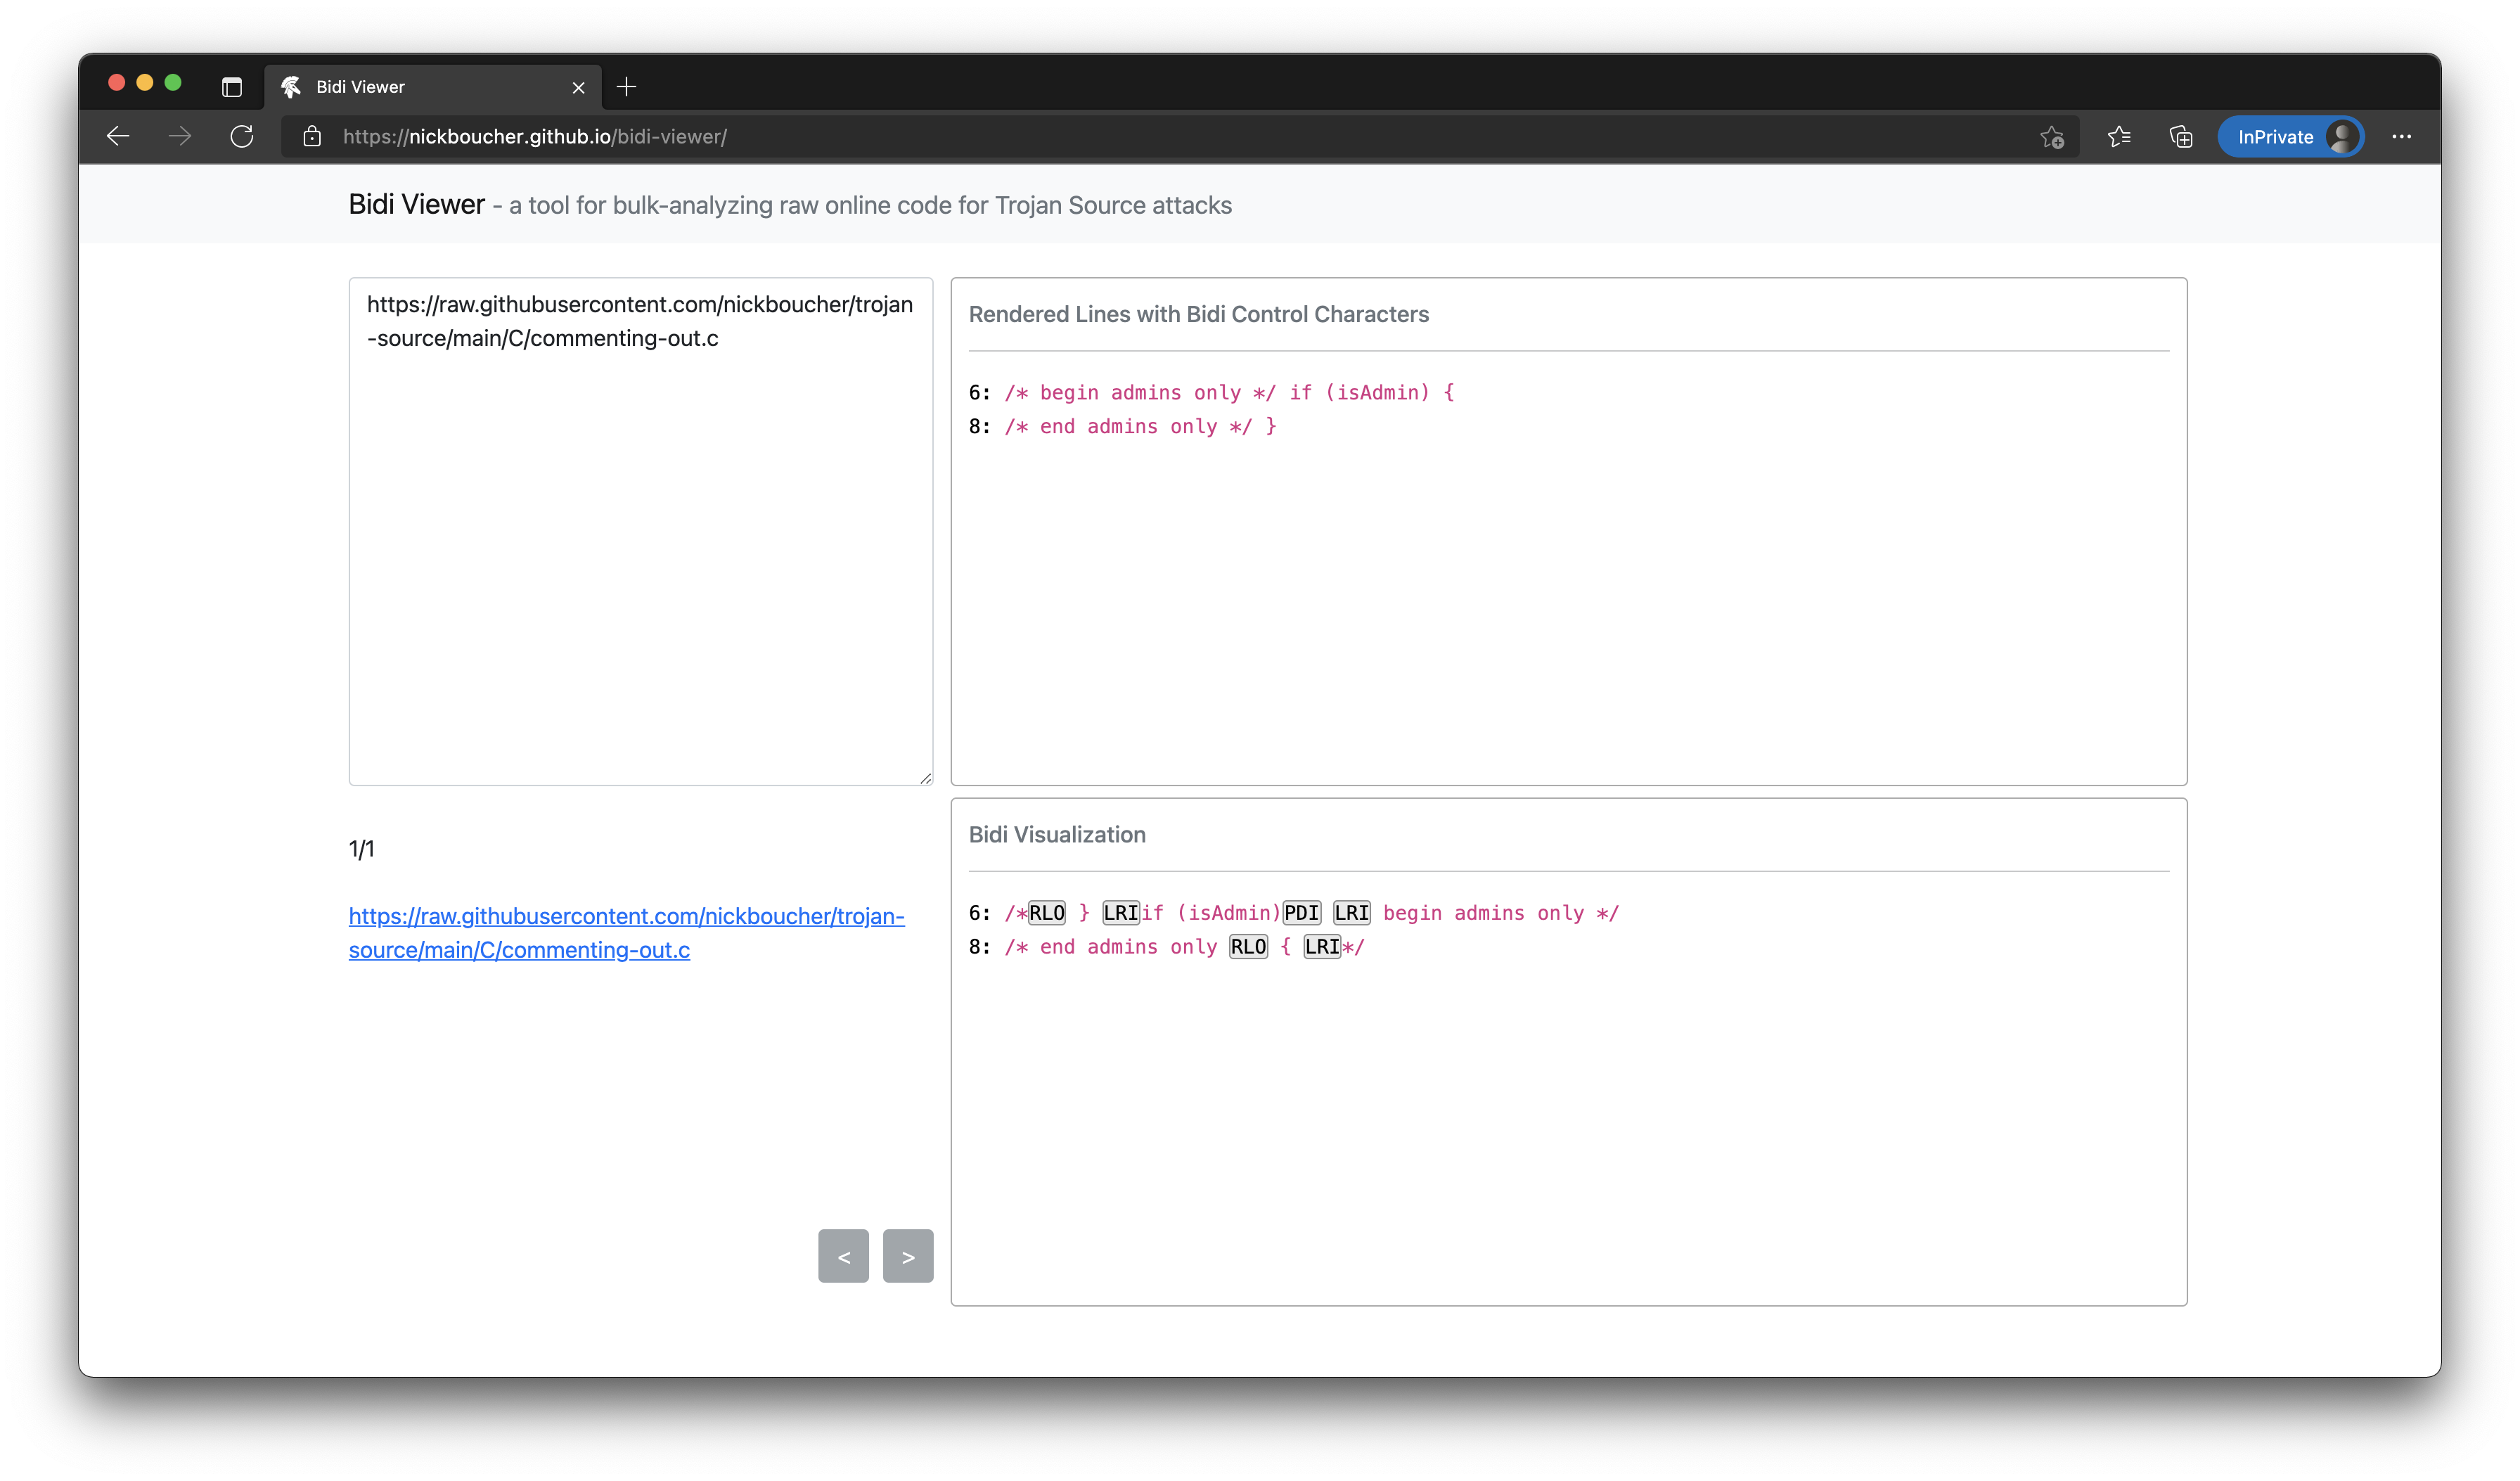 Bidi Viewer
https://nickboucher.github.io/bidi-viewer/
InPrivate
Bidi Viewer - a tool for bulk-analyzing raw online code for Trojan Source attacks
https://raw.githubusercontent.com/nickboucher/trojan
-source/main/C/commenting-out.c
Rendered Lines with Bidi Control Characters
6: /* begin admins only */ if (isAdmin) {
8: /* end admins only */ }
1/1
https://raw.githubusercontent.com/nickboucher/trojan-
source/main/C/commenting-out.c
< >
Bidi Visualization
6: /*RLO } LRIif (isAdmin)PDI LRI begin admins only */
8: /* end admins only RLO { LRI*/